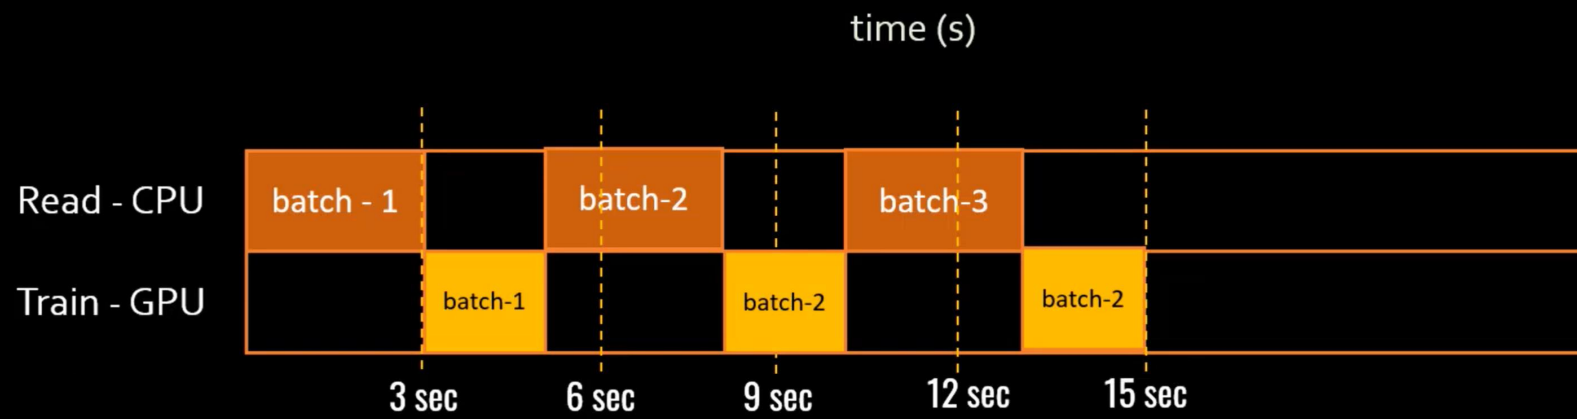 time (s)
Read - CPU
batch - 1
batch-2
batch-3
Train - GPU
batch-1
batch-2
batch-2
3 sec
6 sec
9 sec
12 sec
15 sec